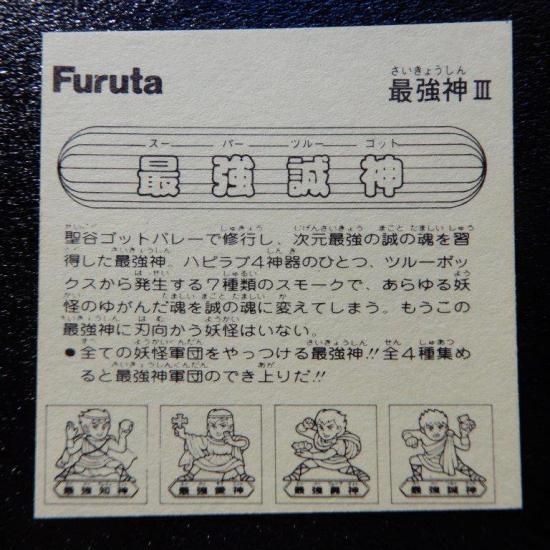 Furuta
さいきょうしん
最強神 III
スー パー ツルー ゴット
最強誠神
聖谷ゴットバレーで修行し、次元最強の誠の魂を習
得した最強神。ハピラブ4神器のひとつ、ツルーボッ
クスから発生する7種類のスモークで、あらゆる妖
怪のゆがんだ魂を誠の魂に変えてしまう。もうこの
最強神に刃向かう妖怪はいない。
●全ての妖怪軍団をやっつける最強神!!全4種集め
ると最強神軍団のでき上りだ!!
最強知神
最強愛神
最強勇神
最強誠神